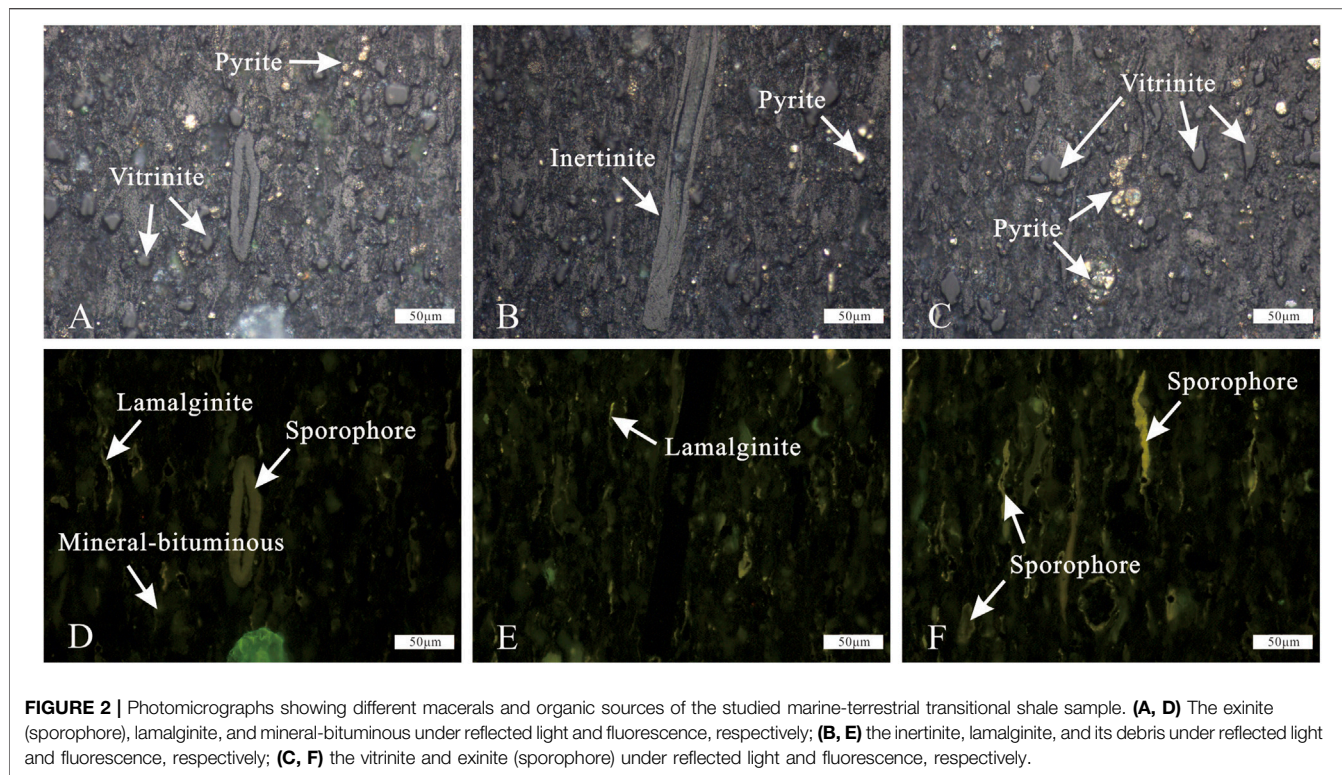 Pyrite
Vitrinite
A
50μm
Pyrite
Inertinite
B
50μm
Vitrinite
Pyrite
C
50μm
Lamalginite
Sporophore
Mineral-bituminous
D
50μm
Lamalginite
E
50μm
Sporophore
Sporophore
F
50μm
FIGURE 2 | Photomicrographs showing different macerals and organic sources of the studied marine-terrestrial transitional shale sample. (A, D) The exinite
(sporophore), lamalginite, and mineral-bituminous under reflected light and fluorescence, respectively; (B, E) the inertinite, lamalginite, and its debris under reflected light
and fluorescence, respectively; (C, F) the vitrinite and exinite (sporophore) under reflected light and fluorescence, respectively.